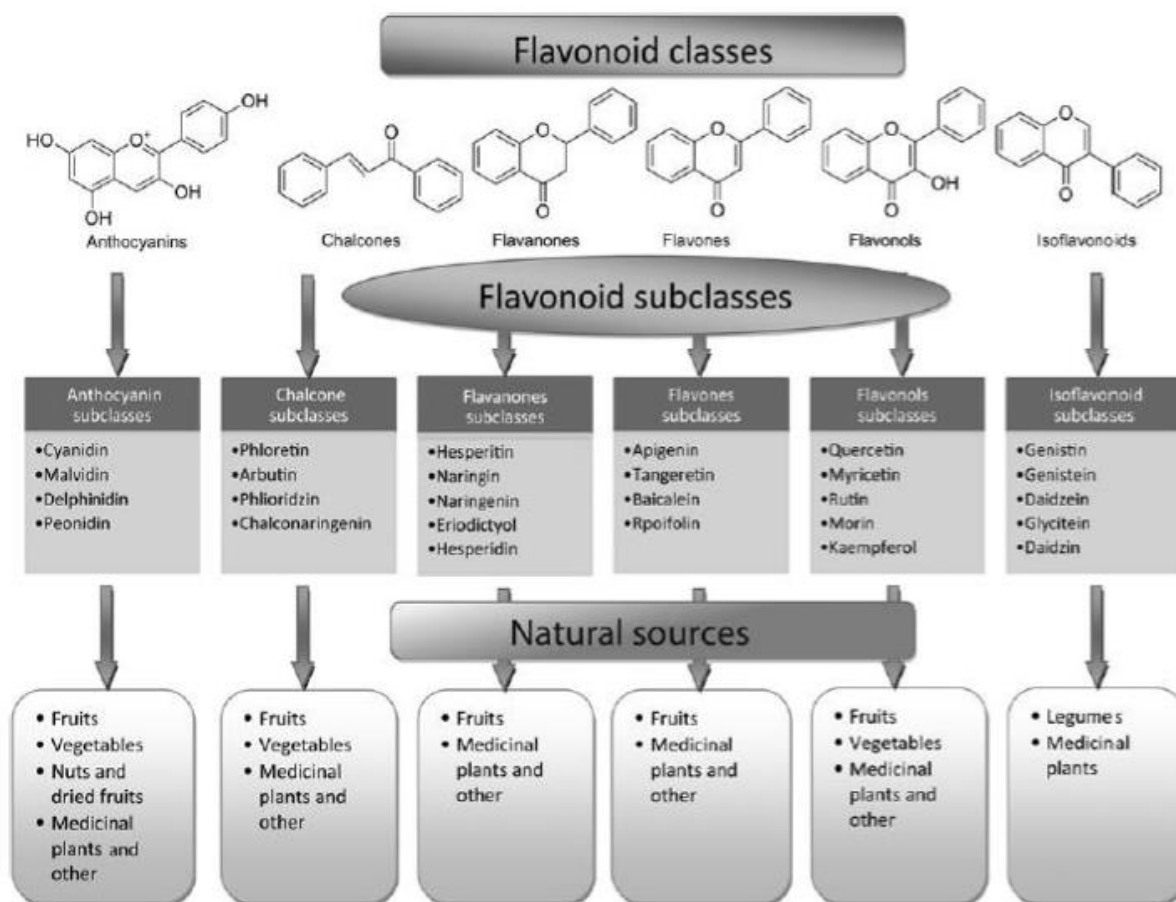 Flavonoid classes
OH
HO
O+
OH
OH
Anthocyanins
O
Chalcones
O
O
Flavanones
O
O
Flavones
O
OH
O
Flavonols
O
O
Isoflavonoids
Flavonoid subclasses
Anthocyanin
subclasses
•Cyanidin
•Malvidin
•Delphinidin
•Peonidin
Chalcone
subclasses
•Phloretin
•Arbutin
•Phlioridzin
•Chalconaringenin
Flavanones
subclasses
•Hesperitin
•Naringin
•Naringenin
•Eriodictyol
•Hesperidin
Flavones
subclasses
•Apigenin
•Tangeretin
•Baicalein
•Rpoifolin
Flavonols
subclasses
•Quercetin
•Myricetin
•Rutin
•Morin
•Kaempferol
Isoflavonoid
subclasses
•Genistin
•Genistein
•Daidzein
•Glycitein
•Daidzin
Natural sources
• Fruits
• Vegetables
• Nuts and
dried fruits
• Medicinal
plants and
other
• Fruits
• Vegetables
• Medicinal
plants and
other
• Fruits
• Medicinal
plants and
other
• Fruits
• Medicinal
plants and
other
• Fruits
• Vegetables
• Medicinal
plants and
other
• Legumes
• Medicinal
plants